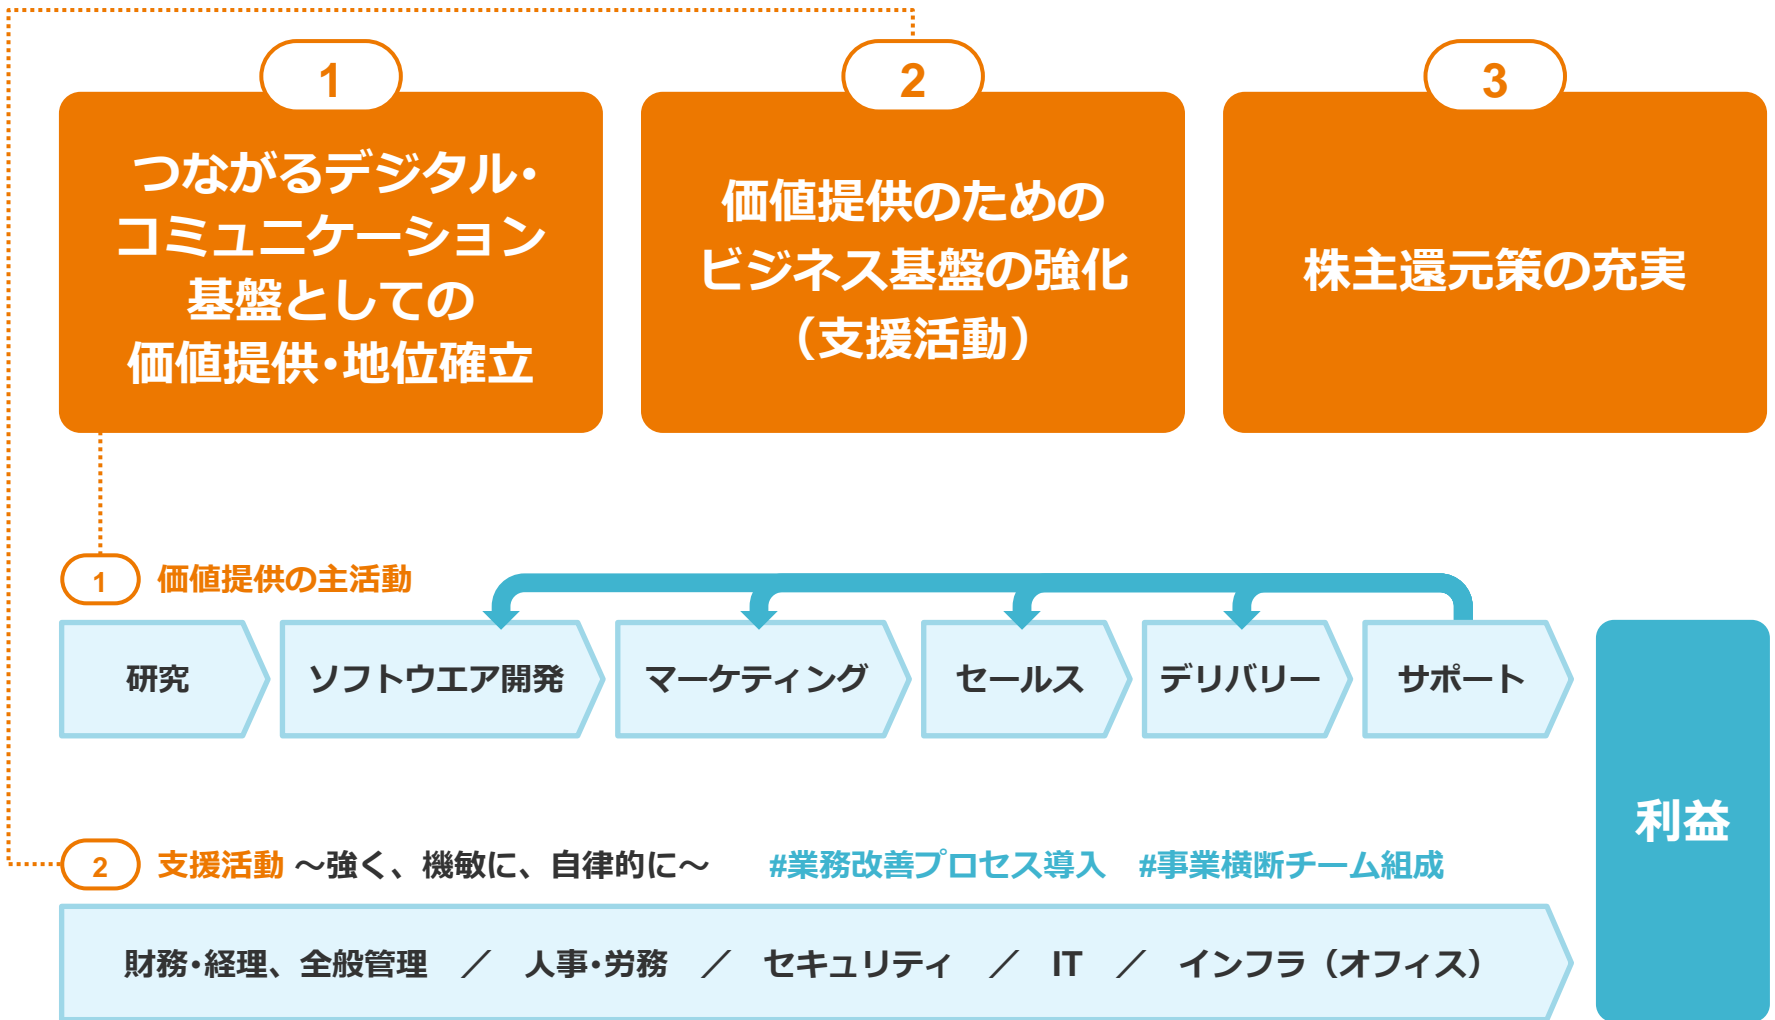 1
つながるデジタル・
コミュニケーション
基盤としての
価値提供・地位確立
2
価値提供のための
ビジネス基盤の強化
（支援活動）
3
株主還元策の充実
1 価値提供の主活動
研究 ソフトウエア開発 マーケティング セールス デリバリー サポート
利益
2 支援活動 ～強く、機敏に、自律的に～ #業務改善プロセス導入 #事業横断チーム組成
財務・経理、全般管理 ／ 人事・労務 ／ セキュリティ ／ IT ／ インフラ（オフィス）